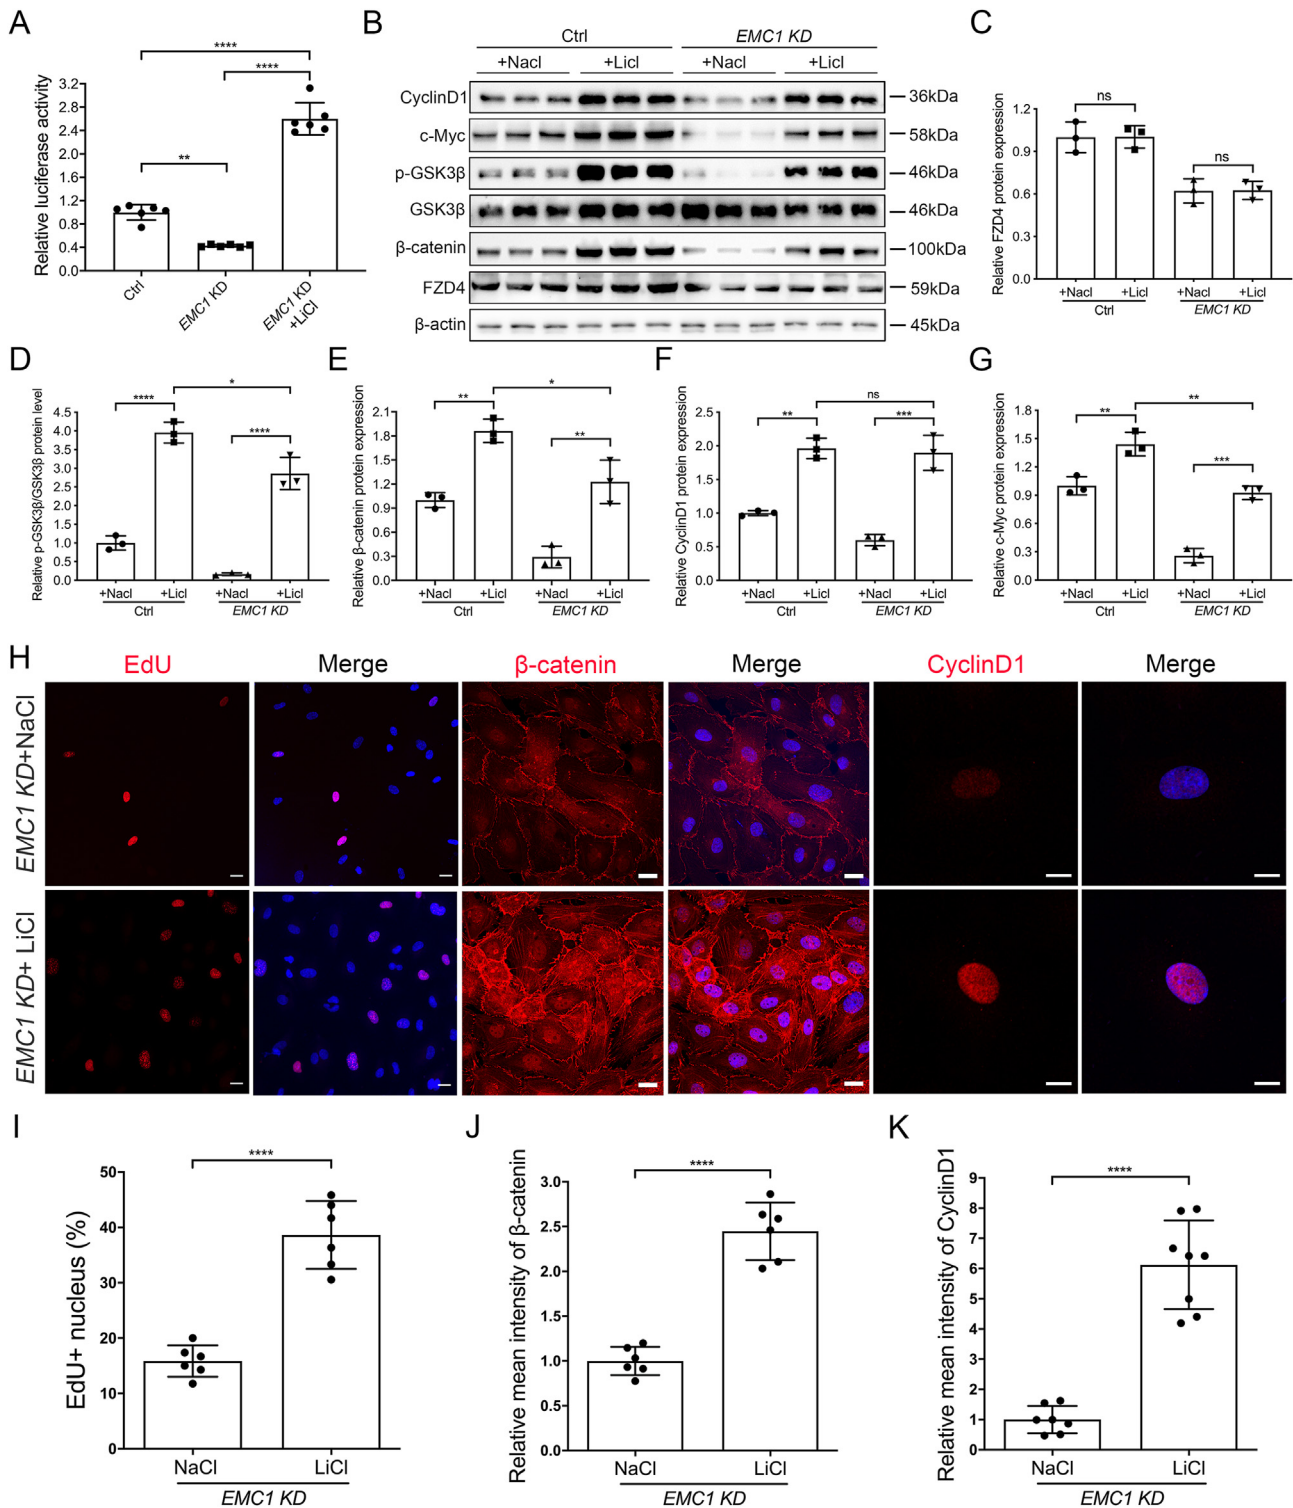 A
Relative luciferase activity
3.2
2.8
2.4
2.0
1.6
1.2
0.8
0.4
0.0
****
****
**
Ctrl
EMC1 KD
EMC1 KD
+LiCl
B
Ctrl
EMC1 KD
+Nacl
+Licl
+Nacl
+Licl
CyclinD1
36kDa
c-Myc
58kDa
p-GSK3β
46kDa
GSK3β
46kDa
β-catenin
100kDa
FZD4
59kDa
β-actin
45kDa
C
Relative FZD4 protein expression
1.2
0.9
0.6
0.3
0.0
ns
ns
+Nacl
+Licl
+Nacl
+Licl
Ctrl
EMC1 KD
D
Relative p-GSK3β/GSK3β protein level
4.5
4.0
3.5
3.0
2.5
2.0
1.5
1.0
0.5
0.0
*
****
****
+Nacl
+Licl
+Nacl
+Licl
Ctrl
EMC1 KD
E
Relative β-catenin protein expression
2.1
1.8
1.5
1.2
0.9
0.6
0.3
0.0
*
**
**
+Nacl
+Licl
+Nacl
+Licl
Ctrl
EMC1 KD
F
Relative CyclinD1 protein expression
2.5
2.0
1.5
1.0
0.5
0.0
ns
**
***
+Nacl
+Licl
+Nacl
+Licl
Ctrl
EMC1 KD
G
Relative c-Myc protein expression
1.8
1.5
1.2
0.9
0.6
0.3
0.0
**
**
***
+Nacl
+Licl
+Nacl
+Licl
Ctrl
EMC1 KD
H
EdU
Merge
β-catenin
Merge
CyclinD1
Merge
EMC1 KD+NaCl
EMC1 KD+ LiCl
I
EdU+ nucleus (%)
50
40
30
20
10
0
****
NaCl
LiCl
EMC1 KD
J
Relative mean intensity of β-catenin
3.0
2.5
2.0
1.5
1.0
0.5
0.0
****
NaCl
LiCl
EMC1 KD
K
Relative mean intensity of CyclinD1
9
8
7
6
5
4
3
2
1
0
****
NaCl
LiCl
EMC1 KD